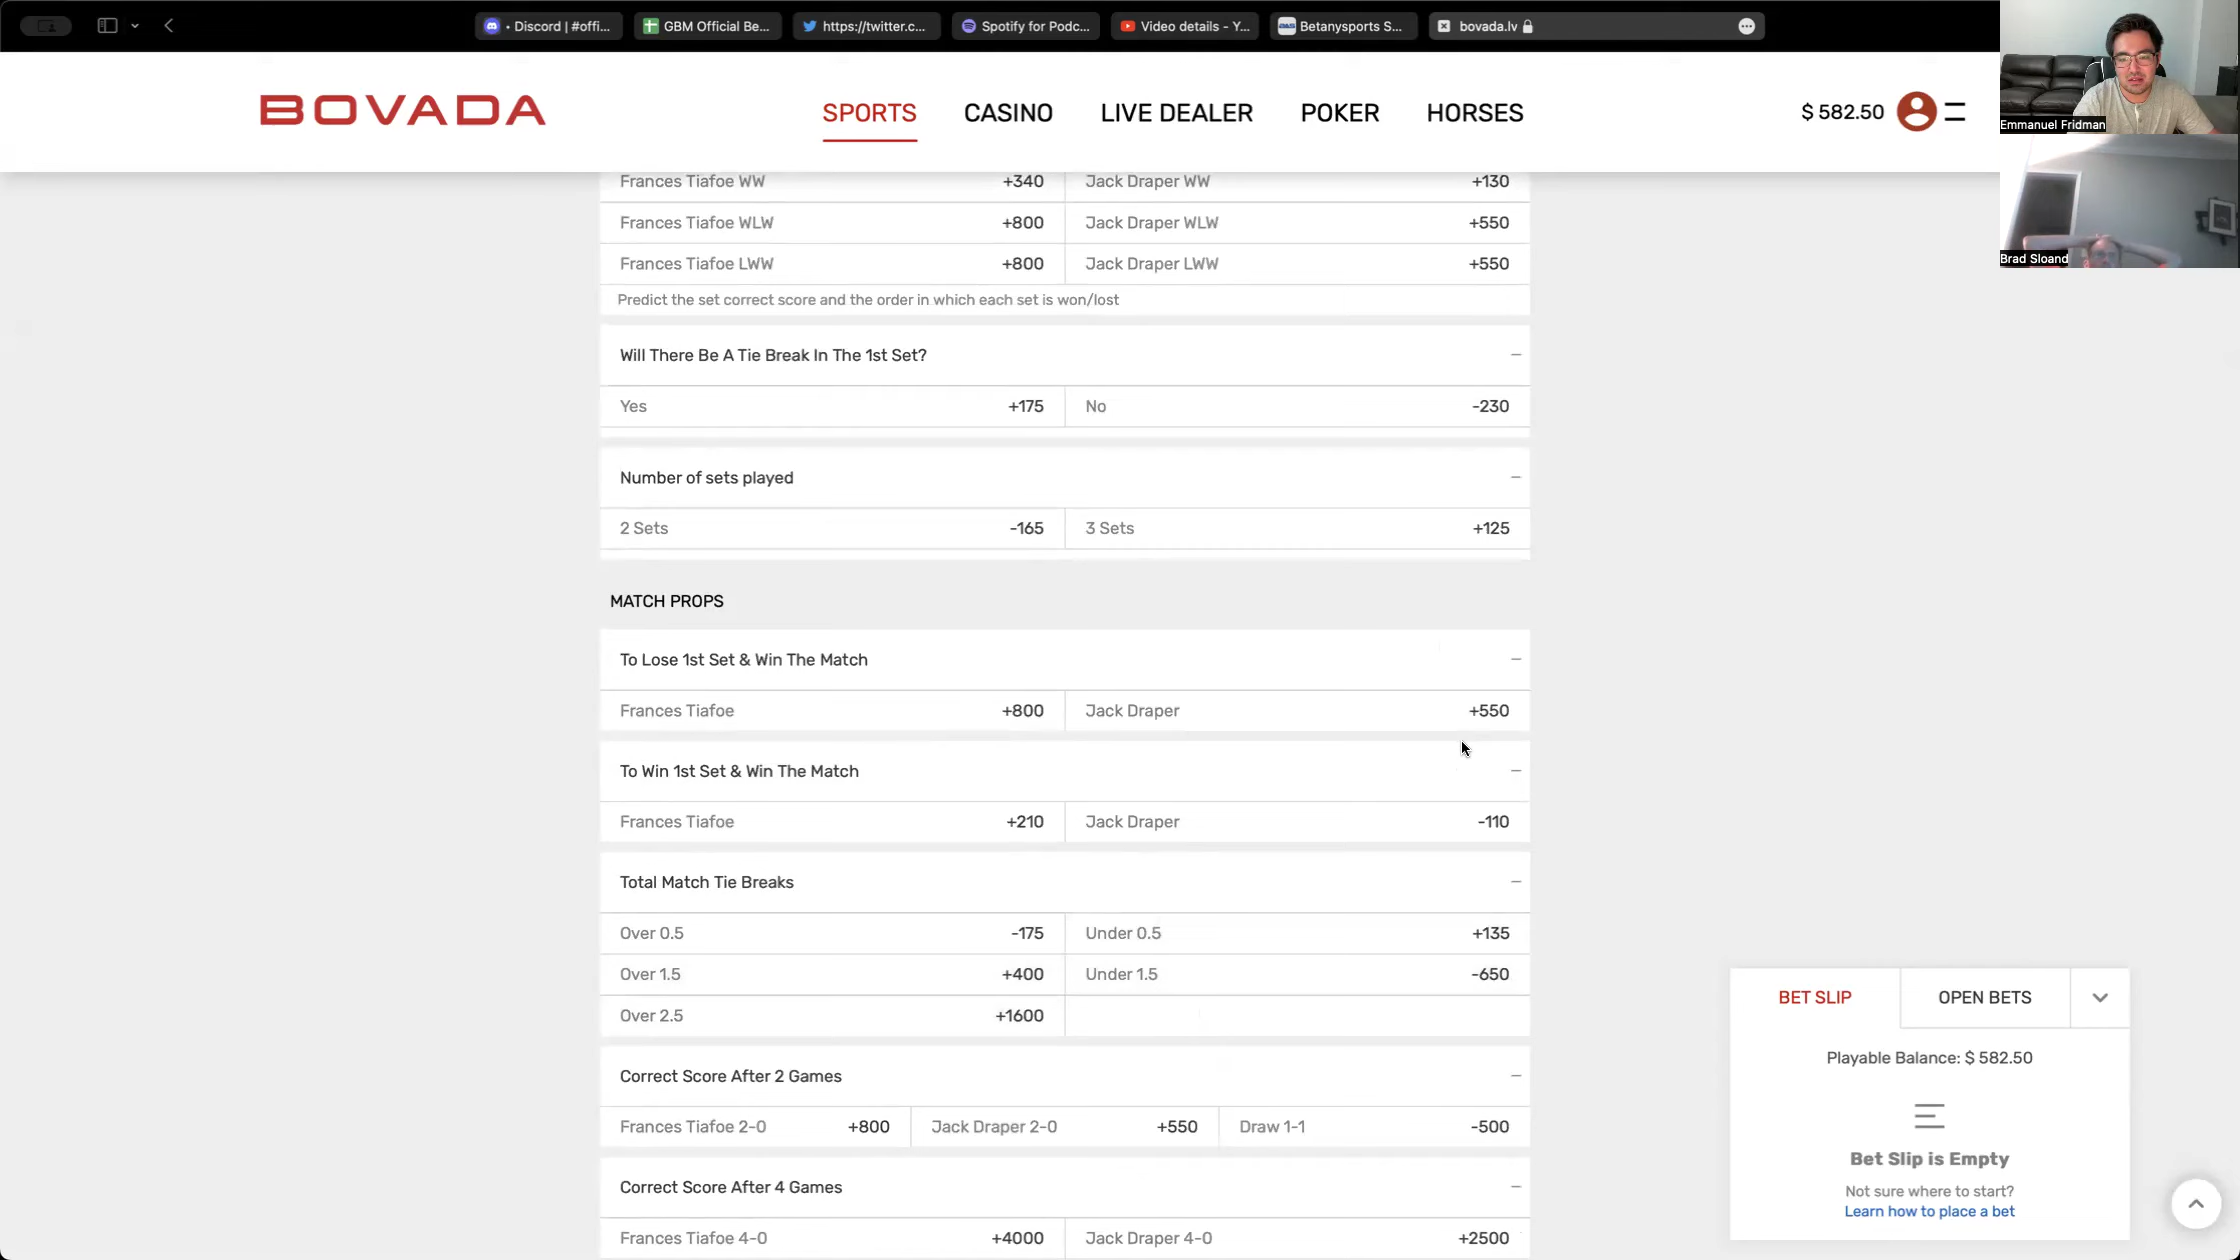 • Discord | #offi...
GBM Official Be...
https://twitter.c...
Spotify for Podc...
Video details - Y...
BAS
Betanysports S...
bovada.lv
BOVADA
SPORTS
CASINO
LIVE DEALER
POKER
HORSES
$ 582.50
Emmanuel Fridman
Brad Sloand
Frances Tiafoe WW +340 Jack Draper WW +130
Frances Tiafoe WLW +800 Jack Draper WLW +550
Frances Tiafoe LWW +800 Jack Draper LWW +550
Predict the set correct score and the order in which each set is won/lost
Will There Be A Tie Break In The 1st Set?
Yes +175 No -230
Number of sets played
2 Sets -165 3 Sets +125
MATCH PROPS
To Lose 1st Set & Win The Match
Frances Tiafoe +800 Jack Draper +550
To Win 1st Set & Win The Match
Frances Tiafoe +210 Jack Draper -110
Total Match Tie Breaks
Over 0.5 -175 Under 0.5 +135
Over 1.5 +400 Under 1.5 -650
Over 2.5 +1600
Correct Score After 2 Games
Frances Tiafoe 2-0 +800 Jack Draper 2-0 +550 Draw 1-1 -500
Correct Score After 4 Games
Frances Tiafoe 4-0 +4000 Jack Draper 4-0 +2500
BET SLIP
OPEN BETS
Playable Balance: $ 582.50
Bet Slip is Empty
Not sure where to start?
Learn how to place a bet